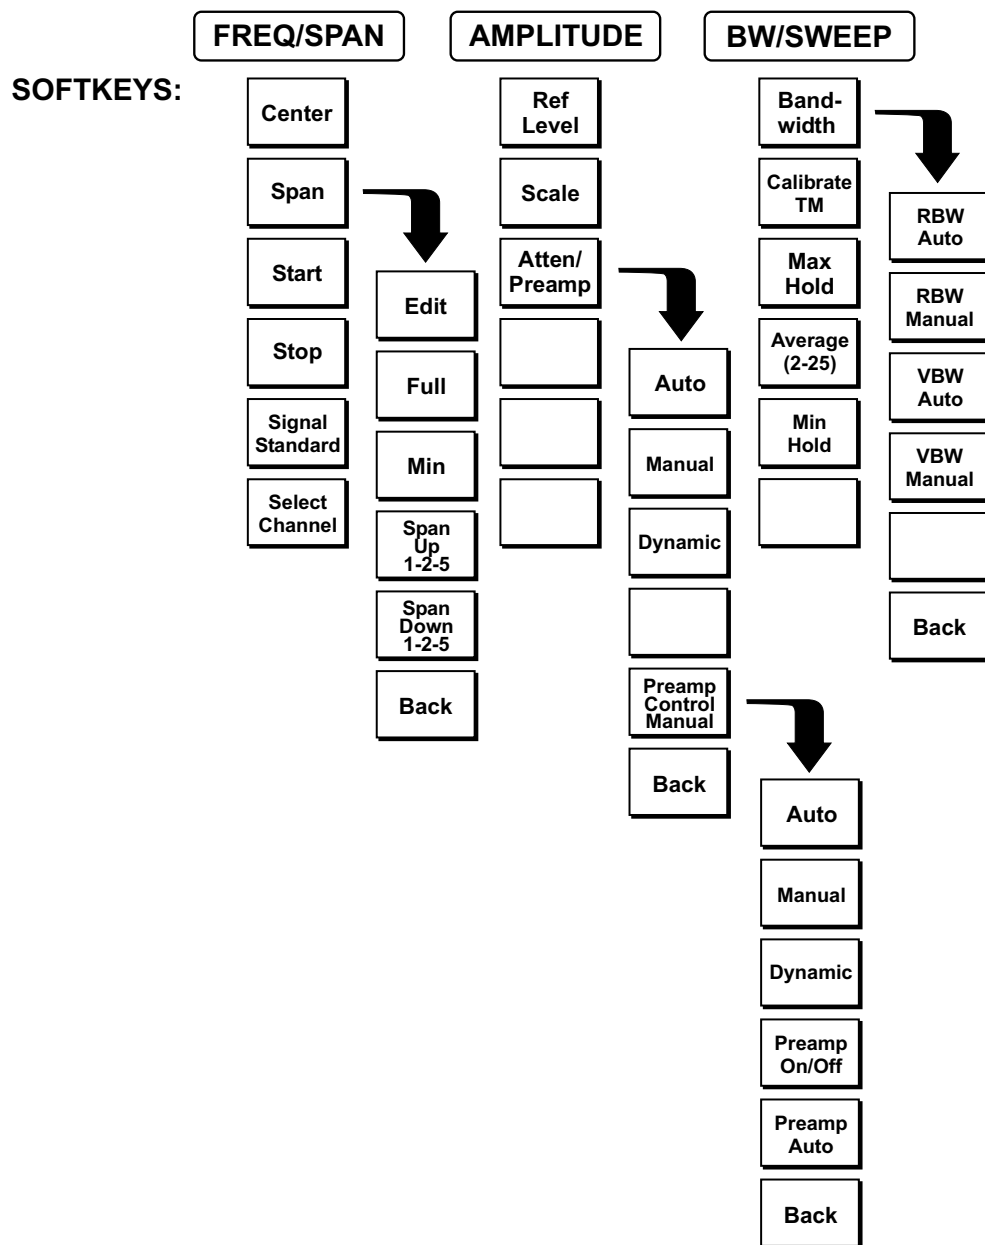 FREQ/SPAN
AMPLITUDE
BW/SWEEP
SOFTKEYS:
Center
Span
Start
Stop
Signal
Standard
Select
Channel
Edit
Full
Min
Span
Up
1-2-5
Span
Down
1-2-5
Back
Ref
Level
Scale
Atten/
Preamp
Auto
Manual
Dynamic
Preamp
Control
Manual
Back
Auto
Manual
Dynamic
Preamp
On/Off
Preamp
Auto
Back
Band-
width
Calibrate
TM
Max
Hold
Average
(2-25)
Min
Hold
RBW
Auto
RBW
Manual
VBW
Auto
VBW
Manual
Back